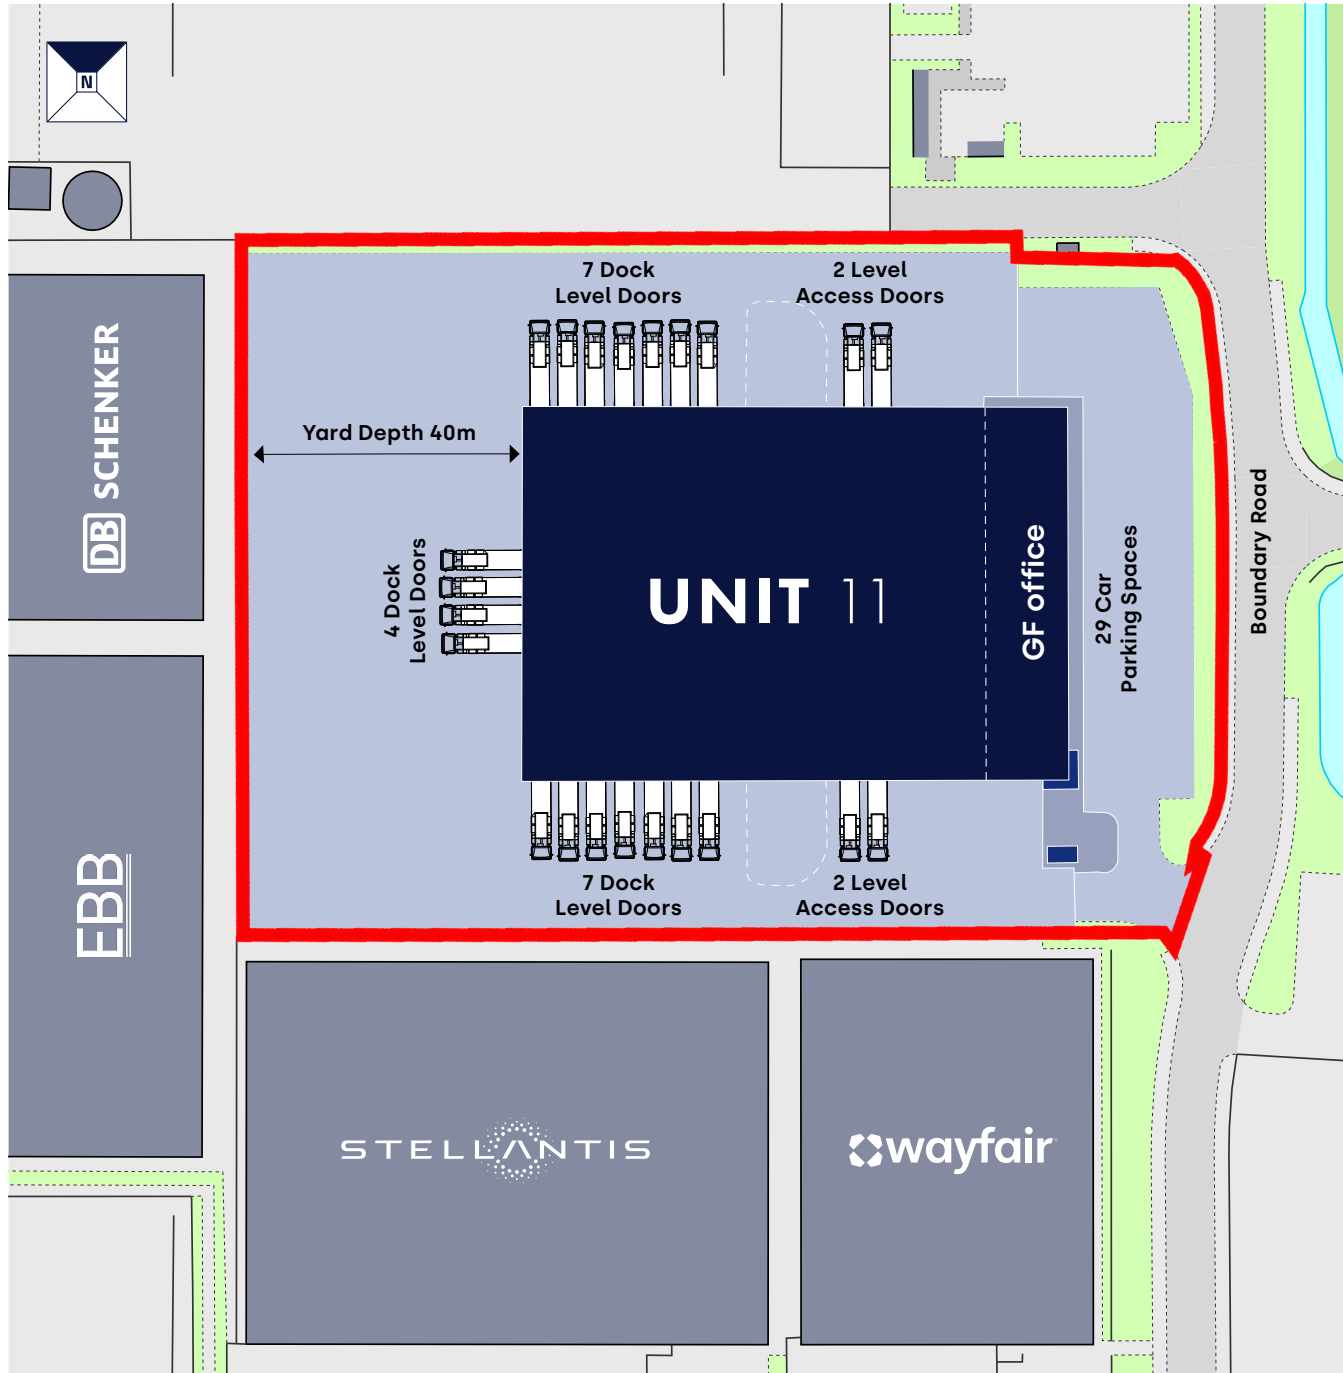 N
7 Dock
Level Doors
2 Level
Access Doors
DB SCHENKER
Yard Depth 40m
4 Dock
Level Doors
UNIT 11
GF office
29 Car
Parking Spaces
Boundary Road
7 Dock
Level Doors
2 Level
Access Doors
EBB
STELLANTIS
wayfair